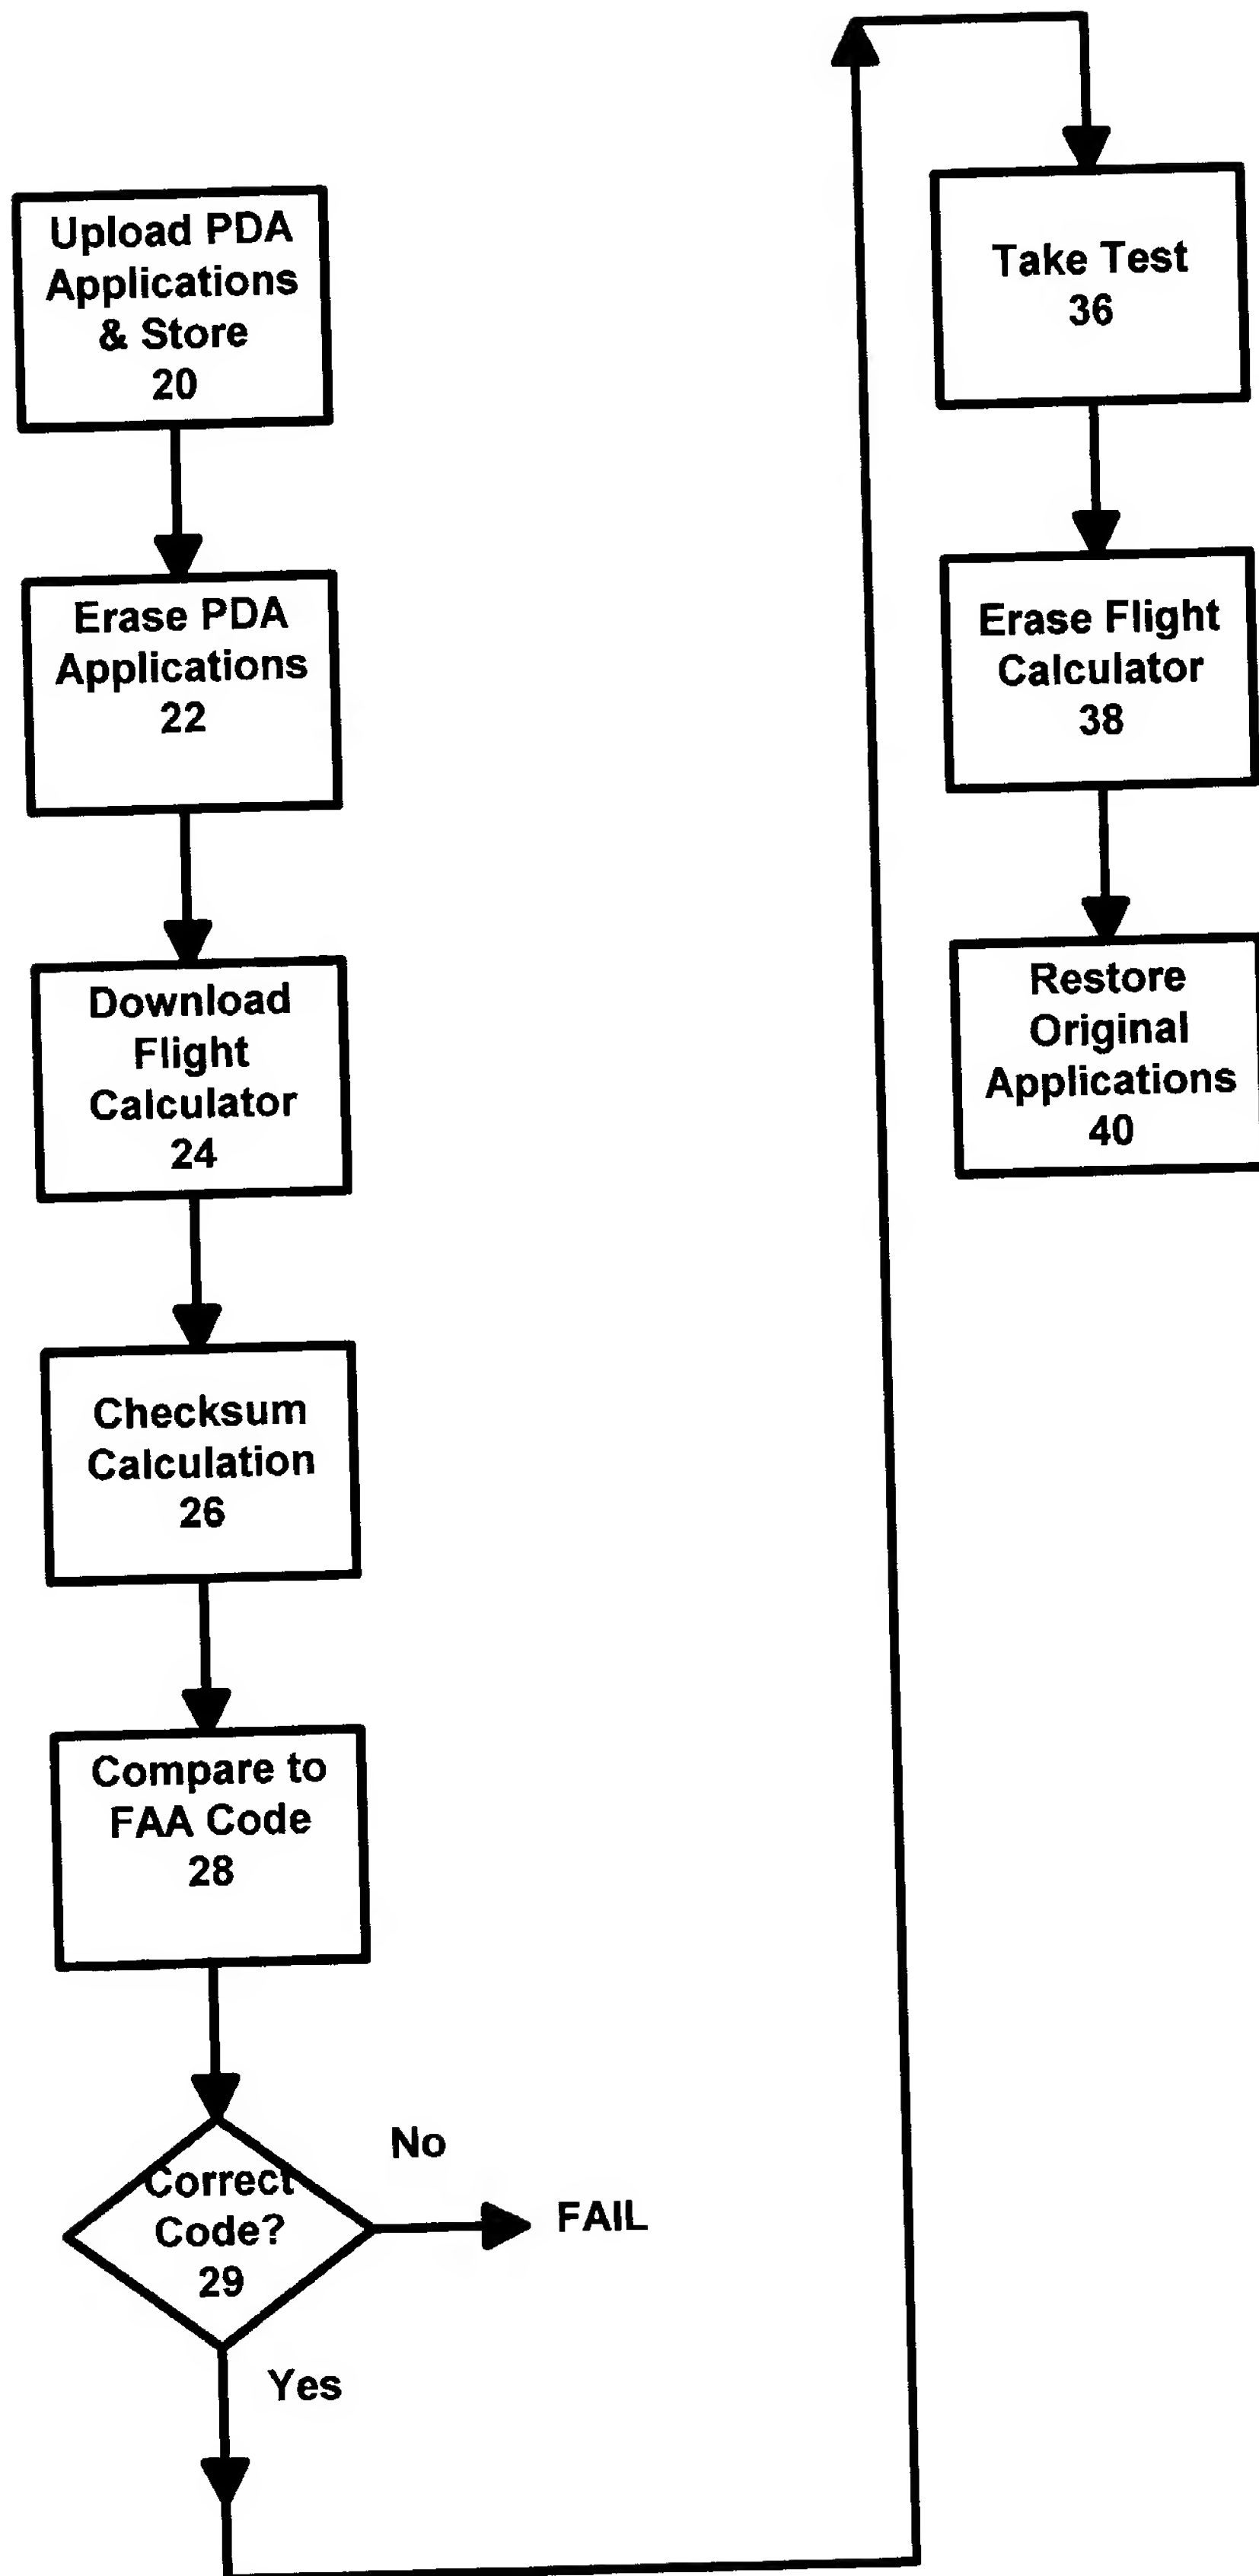 Upload PDA
Applications
& Store
20
Erase PDA
Applications
22
Download
Flight
Calculator
24
Checksum
Calculation
26
Compare to
FAA Code
28
Correct
Code?
29
No
FAIL
Yes
Take Test
36
Erase Flight
Calculator
38
Restore
Original
Applications
40